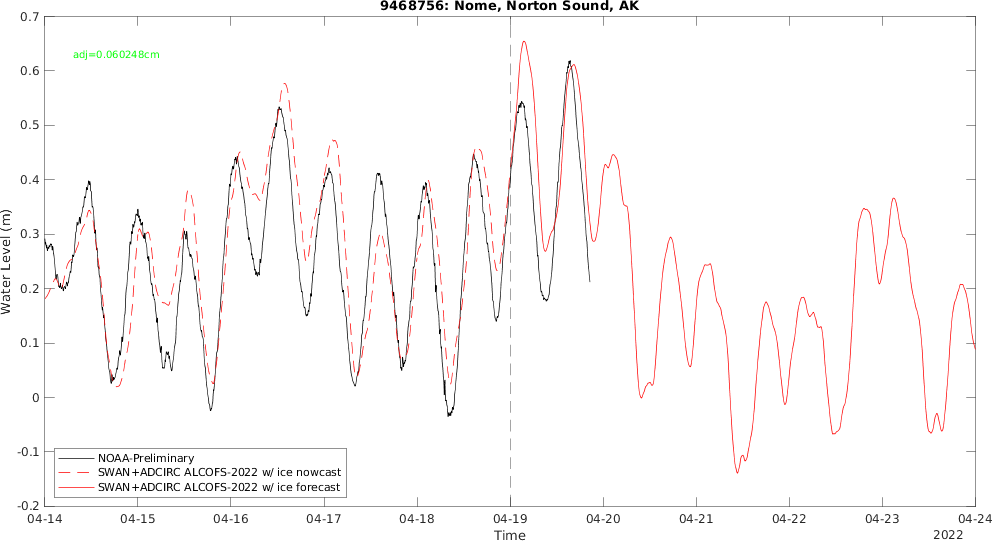 9468756: Nome, Norton Sound, AK
adj=0.060248cm
0.7
0.6
0.5
0.4
0.3
0.2
0.1
0
-0.1
-0.2
Water Level (m)
NOAA-Preliminary
SWAN+ADCIRC ALCOFS-2022 w/ ice nowcast
SWAN+ADCIRC ALCOFS-2022 w/ ice forecast
04-14 04-15 04-16 04-17 04-18 04-19 04-20 04-21 04-22 04-23 04-24
Time
2022